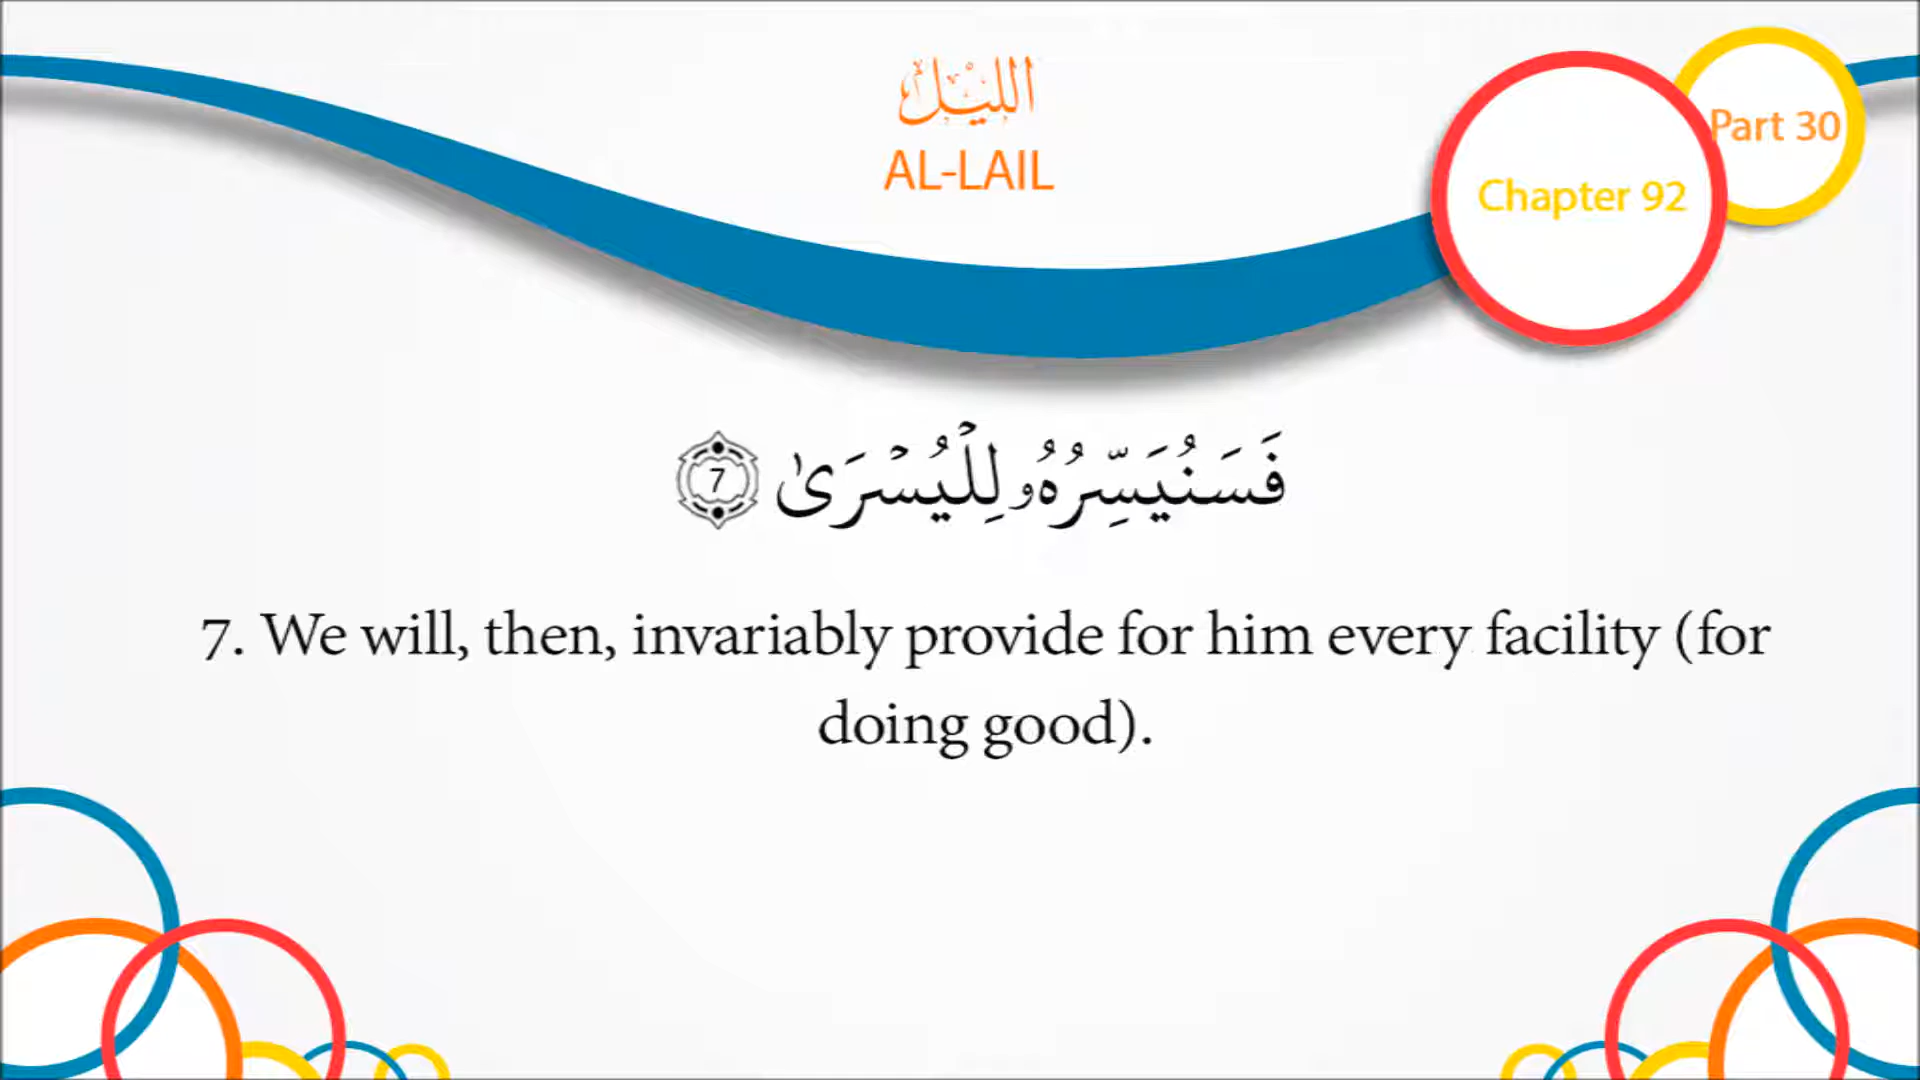 الليل
AL-LAIL
Part 30
Chapter 92
فَسَنُيَسِّرُهُۥ لِلۡيُسۡرَىٰ 7
7. We will, then, invariably provide for him every facility (for
doing good).